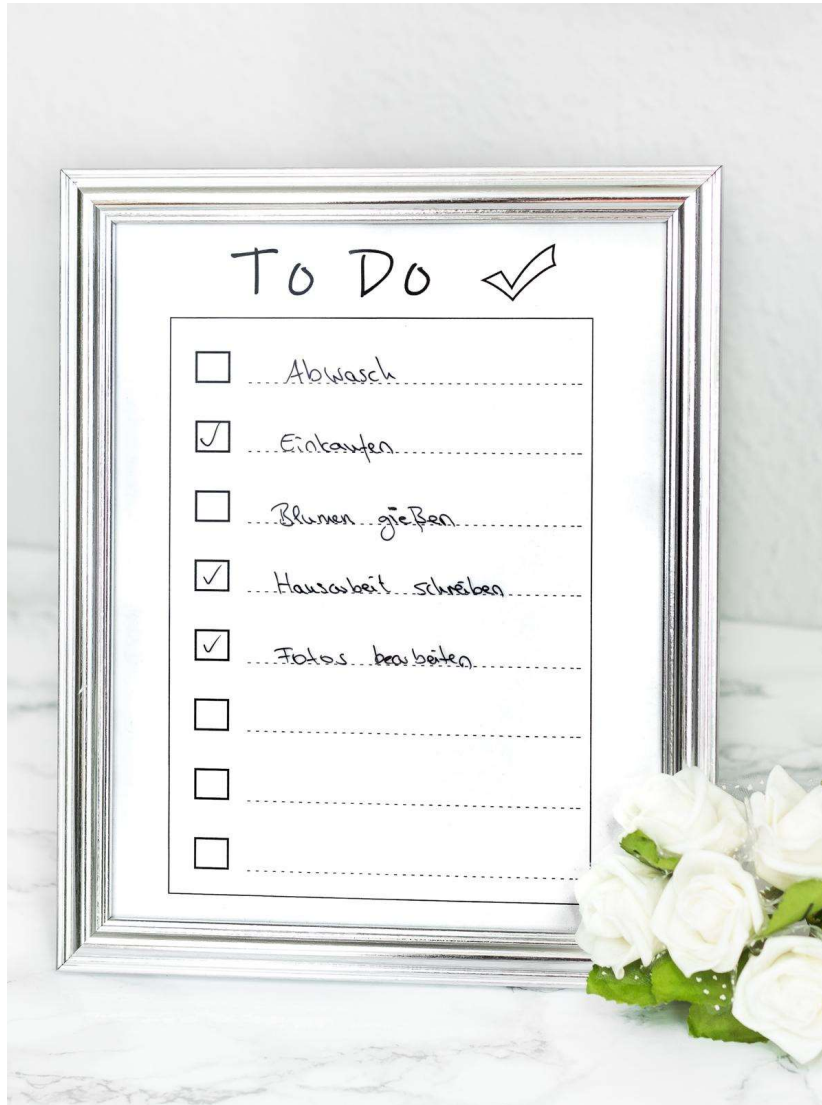 To Do
Abwasch
Einkaufen
Blumen gießen
Hausarbeit schreiben
Fotos bearbeiten